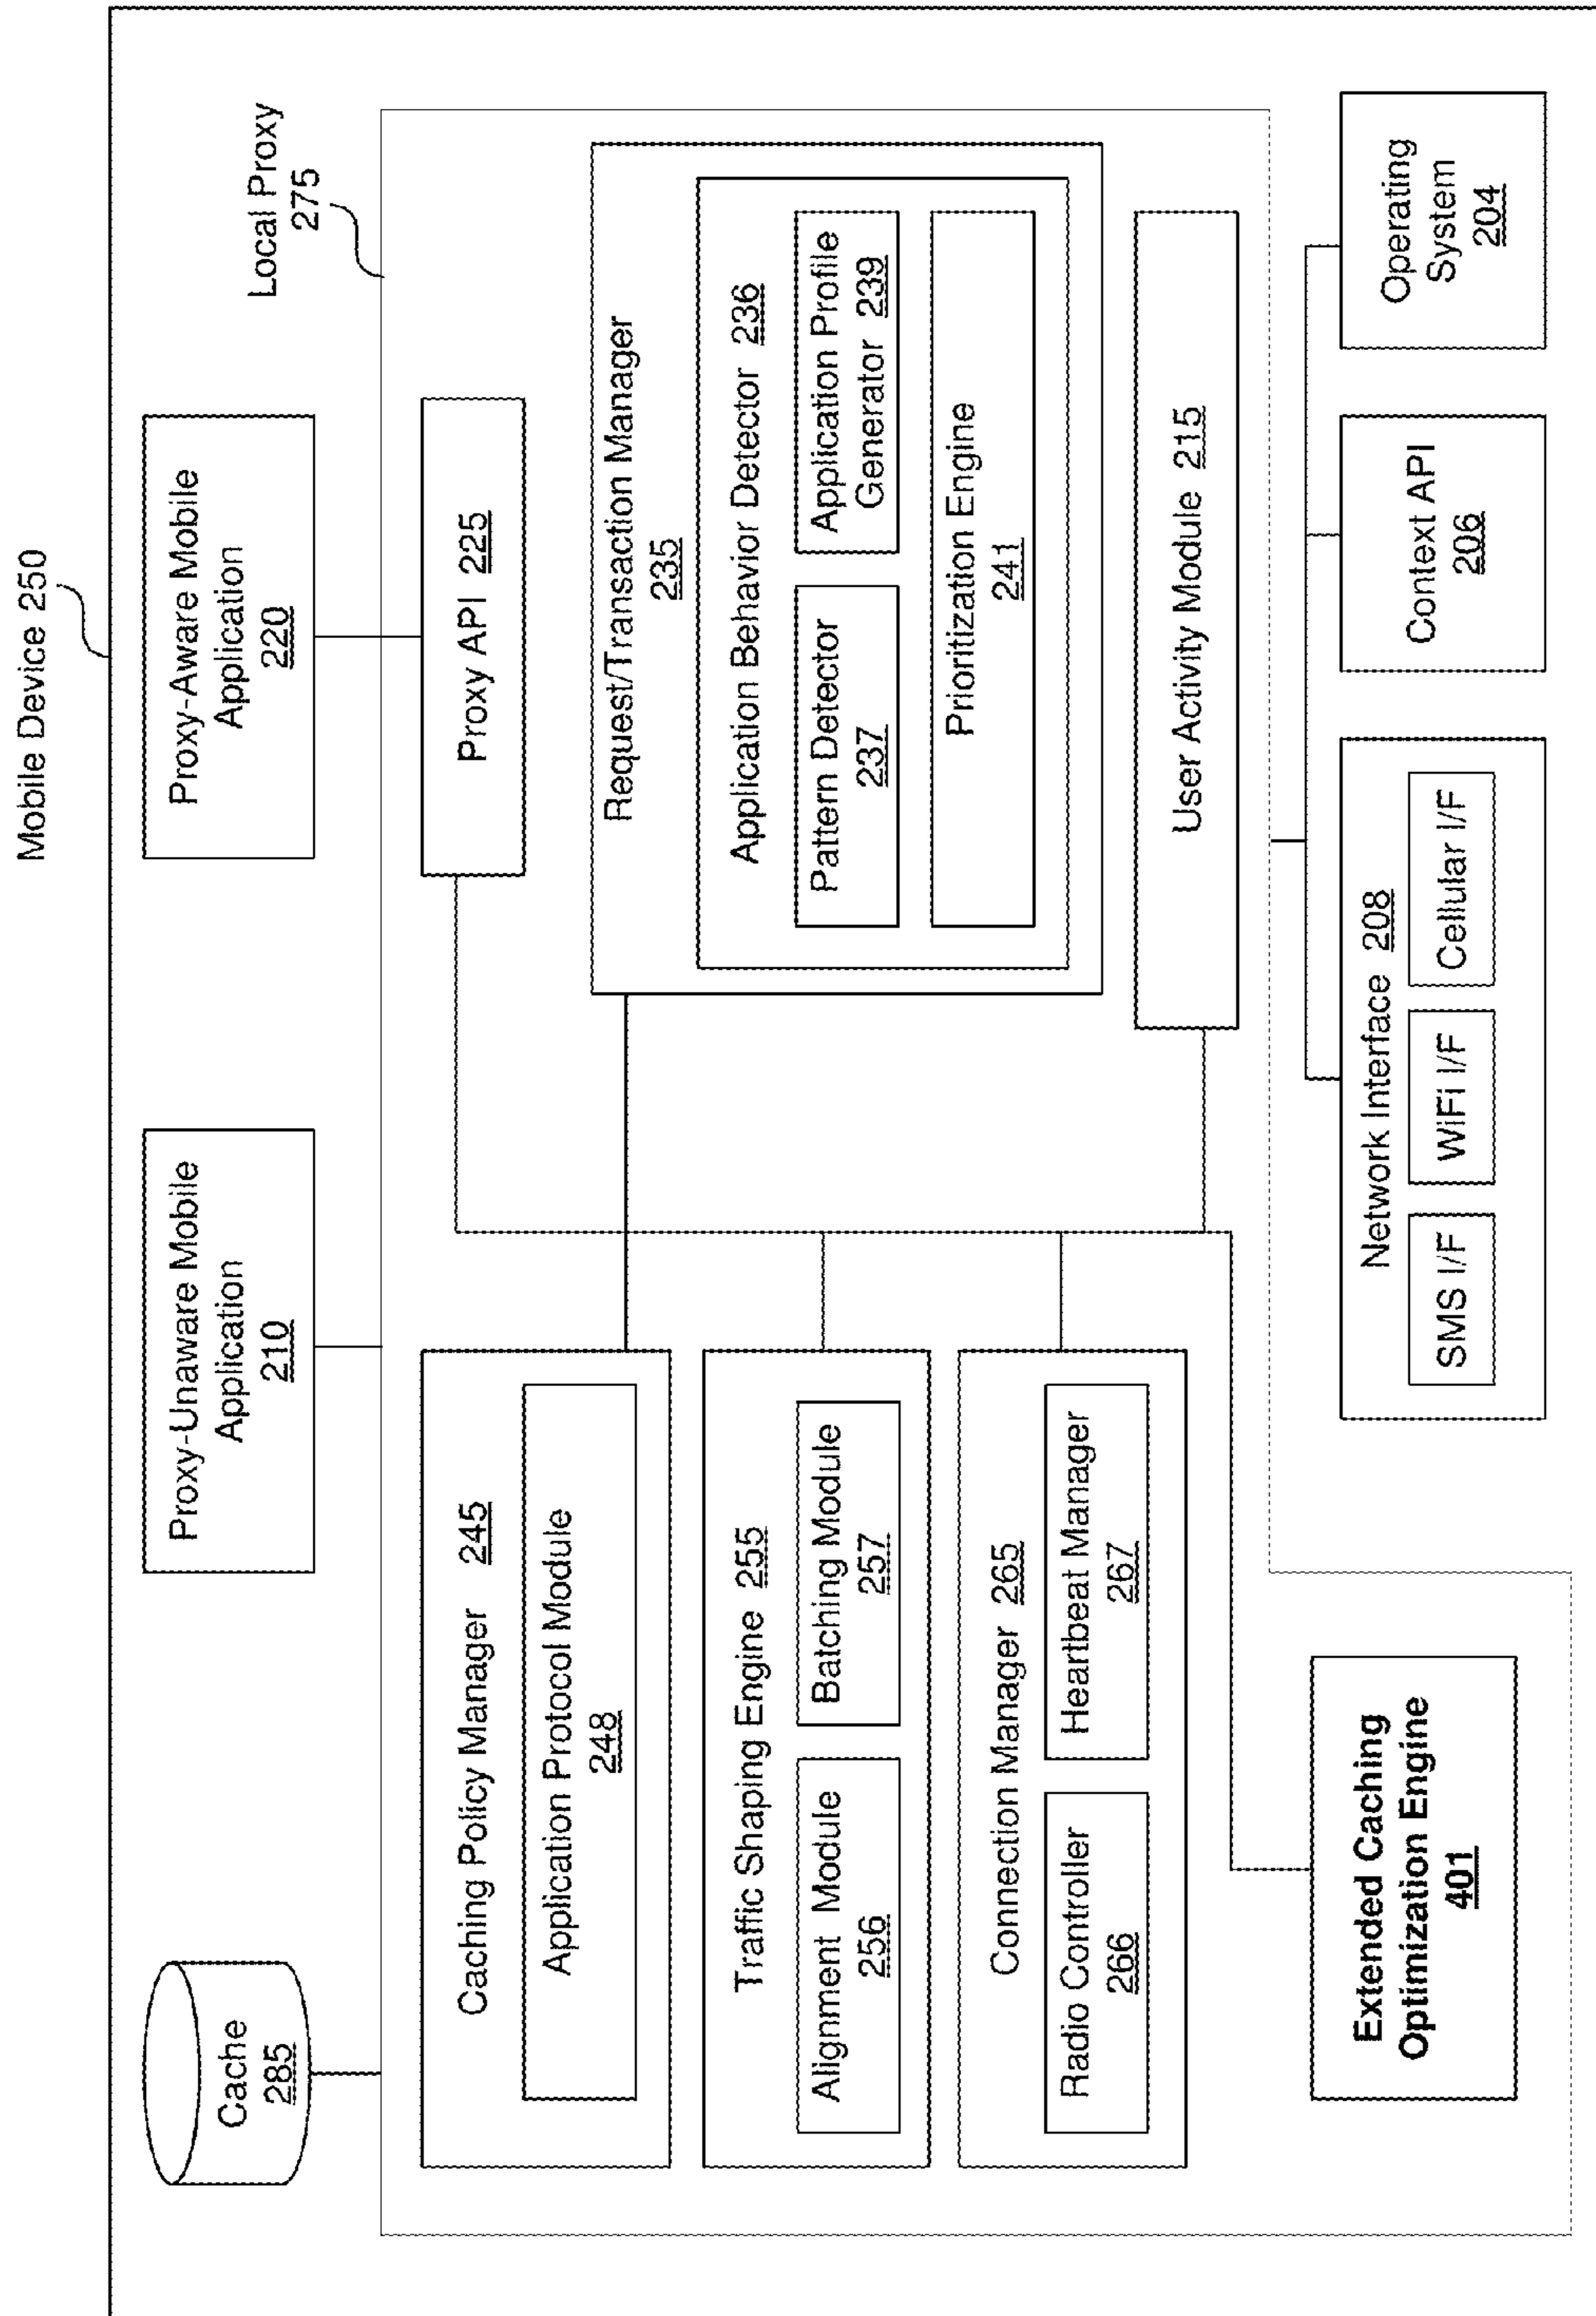 Mobile Device 250
Local Proxy
275
Cache
285
Proxy-Unaware Mobile
Application
210
Proxy-Aware Mobile
Application
220
Proxy API 225
Caching Policy Manager 245
Application Protocol Module
248
Traffic Shaping Engine 255
Alignment Module
256
Batching Module
257
Connection Manager 265
Radio Controller
266
Heartbeat Manager
267
Request/Transaction Manager
235
Application Behavior Detector 236
Pattern Detector
237
Application Profile
Generator 239
Prioritization Engine
241
User Activity Module 215
Extended Caching
Optimization Engine
401
Network Interface 208
SMS I/F
WiFi I/F
Cellular I/F
Context API
206
Operating
System
204